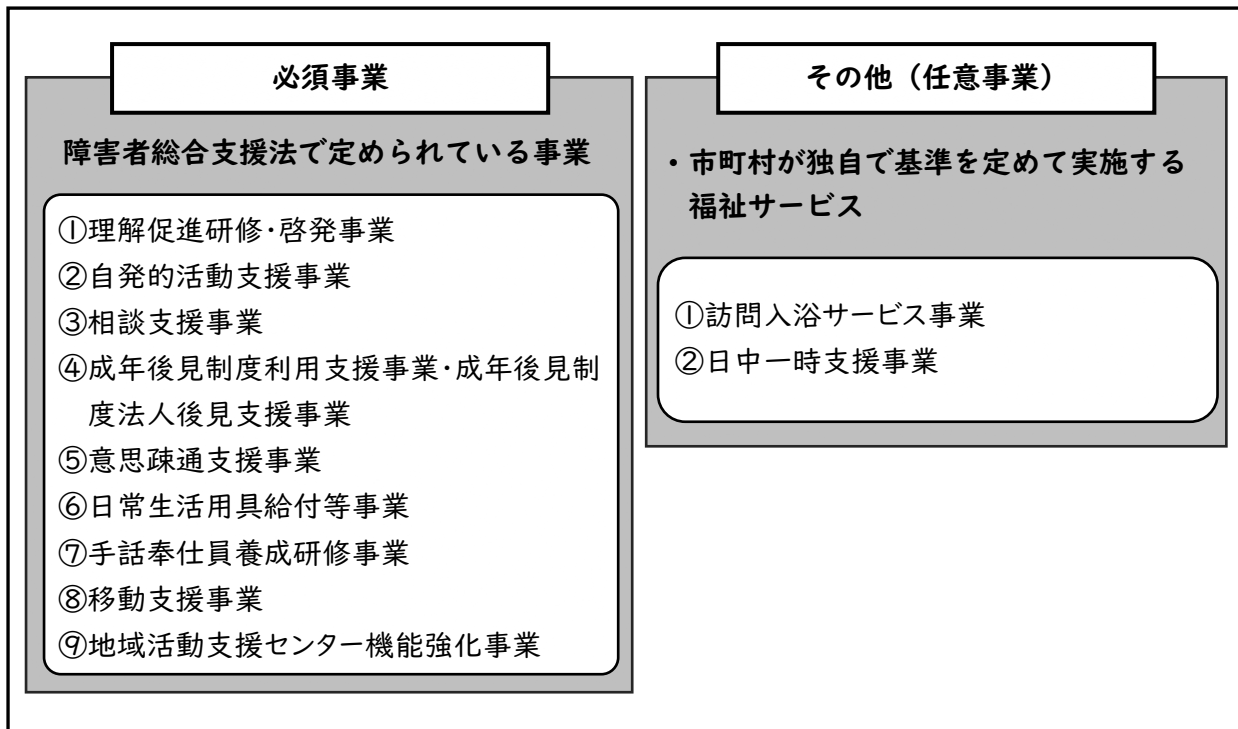 必須事業
障害者総合支援法で定められている事業
①理解促進研修・啓発事業
②自発的活動支援事業
③相談支援事業
④成年後見制度利用支援事業・成年後見制
度法人後見支援事業
⑤意思疎通支援事業
⑥日常生活用具給付等事業
⑦手話奉仕員養成研修事業
⑧移動支援事業
⑨地域活動支援センター機能強化事業
その他（任意事業）
・市町村が独自で基準を定めて実施する
福祉サービス
①訪問入浴サービス事業
②日中一時支援事業